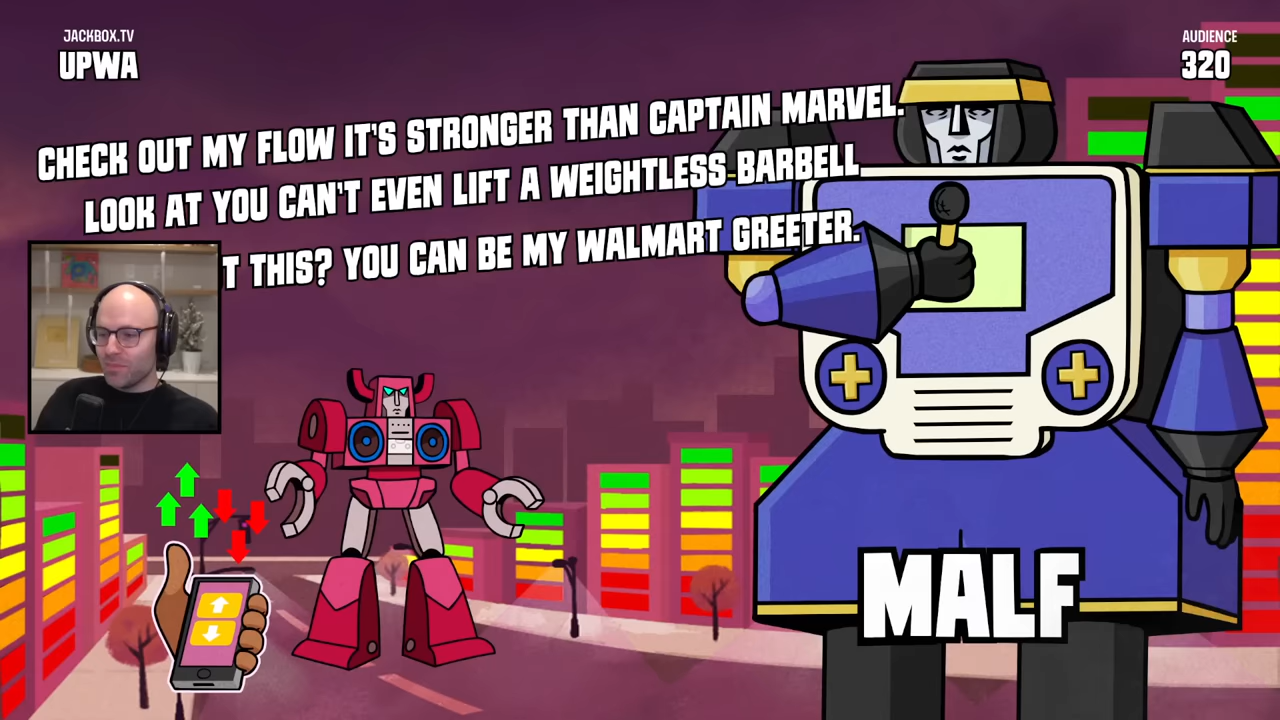 JACKBOX.TV
UPWA
AUDIENCE
320
CHECK OUT MY FLOW IT'S STRONGER THAN CAPTAIN MARVEL.
LOOK AT YOU CAN'T EVEN LIFT A WEIGHTLESS BARBELL
T THIS? YOU CAN BE MY WALMART GREETER.
MALF